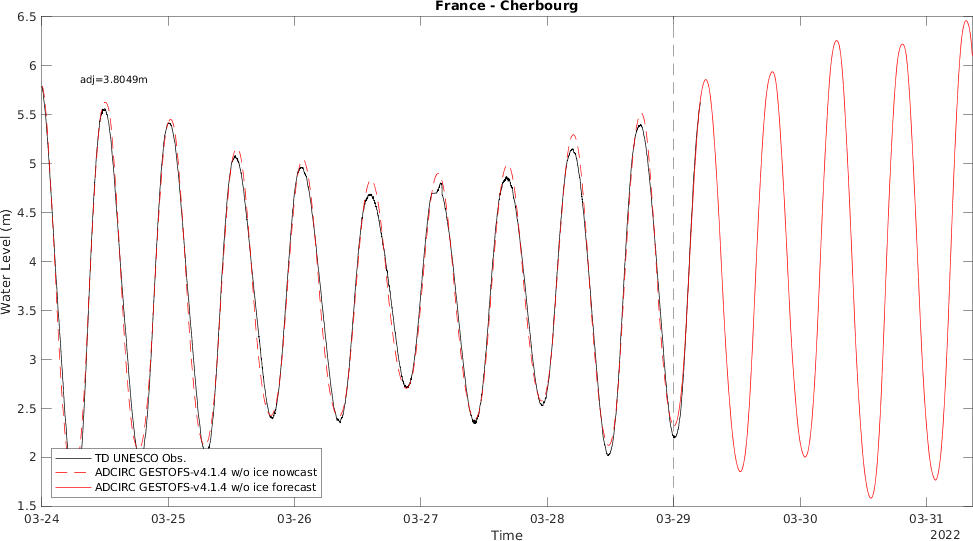 France - Cherbourg
6.5
adj=3.8049m
6
5.5
5
4.5
4
3.5
3
2.5
2
1.5
Water Level (m)
TD UNESCO Obs.
ADCIRC GESTOFS-v4.1.4 w/o ice nowcast
ADCIRC GESTOFS-v4.1.4 w/o ice forecast
03-24 03-25 03-26 03-27 03-28 03-29 03-30 03-31
Time
2022